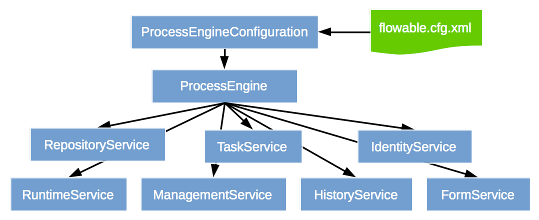 ProcessEngineConfiguration
flowable.cfg.xml
ProcessEngine
RepositoryService
TaskService
IdentityService
RuntimeService
ManagementService
HistoryService
FormService